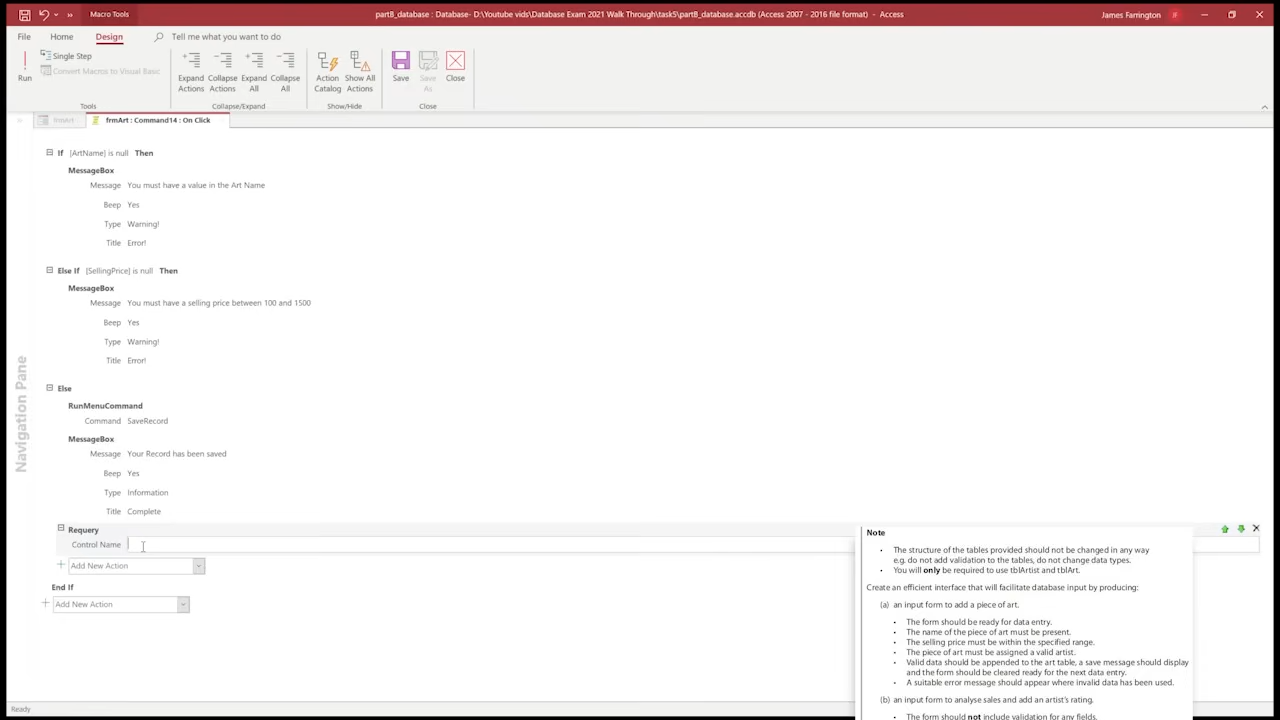 Macro Tools
partB_database : Database- D:\Youtube vids\Database Exam 2021 Walk Through\task5\partB_database.accdb (Access 2007 - 2016 file format) - Access
James Farrington JF
File Home Design Tell me what you want to do
Run
Single Step
Convert Macros to Visual Basic
Expand Actions
Collapse Actions
Expand All
Collapse All
Action Catalog
Show All Actions
Save
Save As
Close
Tools
Collapse/Expand
Show/Hide
Close
frmArt
frmArt : Command14 : On Click
Navigation Pane
If [ArtName] is null Then
MessageBox
Message You must have a value in the Art Name
Beep Yes
Type Warning!
Title Error!
Else If [SellingPrice] is null Then
MessageBox
Message You must have a selling price between 100 and 1500
Beep Yes
Type Warning!
Title Error!
Else
RunMenuCommand
Command SaveRecord
MessageBox
Message Your Record has been saved
Beep Yes
Type Information
Title Complete
Requery
Control Name
Add New Action
End If
Add New Action
Note
• The structure of the tables provided should not be changed in any way
e.g. do not add validation to the tables, do not change data types.
• You will only be required to use tblArtist and tblArt.
Create an efficient interface that will facilitate database input by producing:
(a) an input form to add a piece of art.
• The form should be ready for data entry.
• The name of the piece of art must be present.
• The selling price must be within the specified range.
• The piece of art must be assigned a valid artist.
• Valid data should be appended to the art table, a save message should display
and the form should be cleared ready for the next data entry.
• A suitable error message should appear where invalid data has been used.
(b) an input form to analyse sales and add an artist's rating.
• The form should not include validation for any fields.
Ready